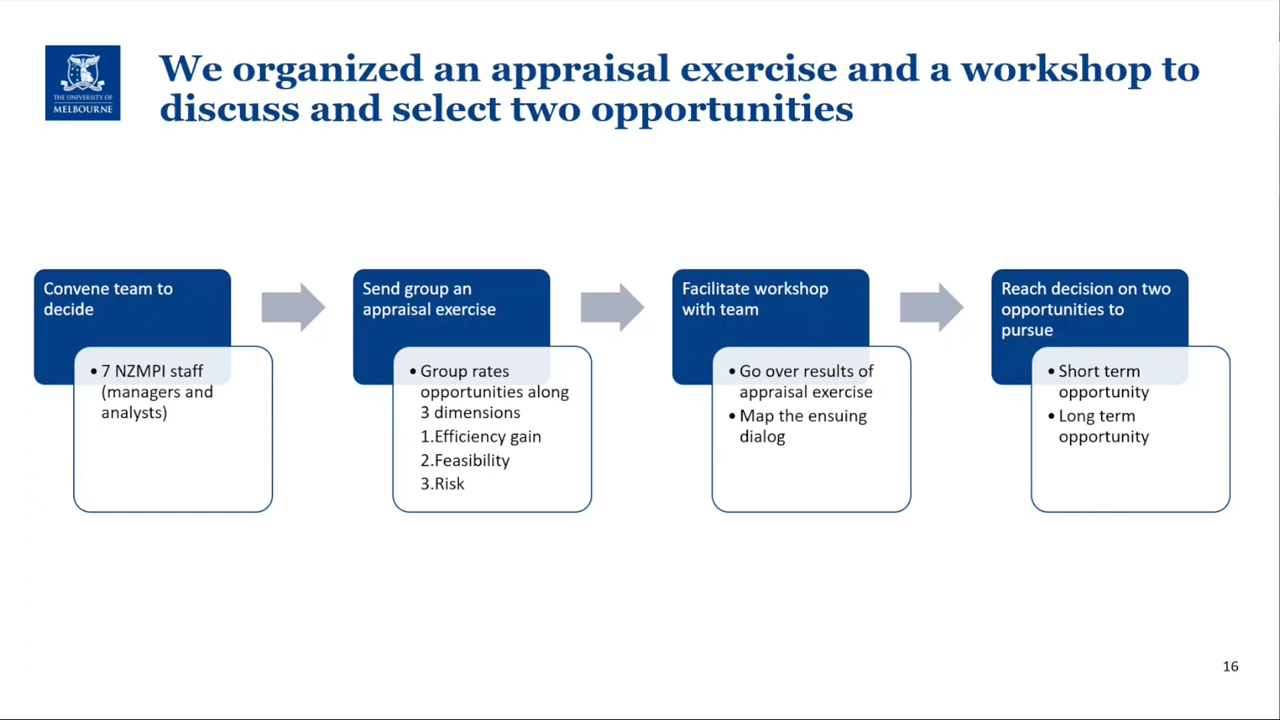 THE UNIVERSITY OF
MELBOURNE
We organized an appraisal exercise and a workshop to
discuss and select two opportunities
Convene team to
decide
• 7 NZMPI staff
(managers and
analysts)
Send group an
appraisal exercise
• Group rates
opportunities along
3 dimensions
1.Efficiency gain
2.Feasibility
3.Risk
Facilitate workshop
with team
• Go over results of
appraisal exercise
• Map the ensuing
dialog
Reach decision on two
opportunities to
pursue
• Short term
opportunity
• Long term
opportunity
16